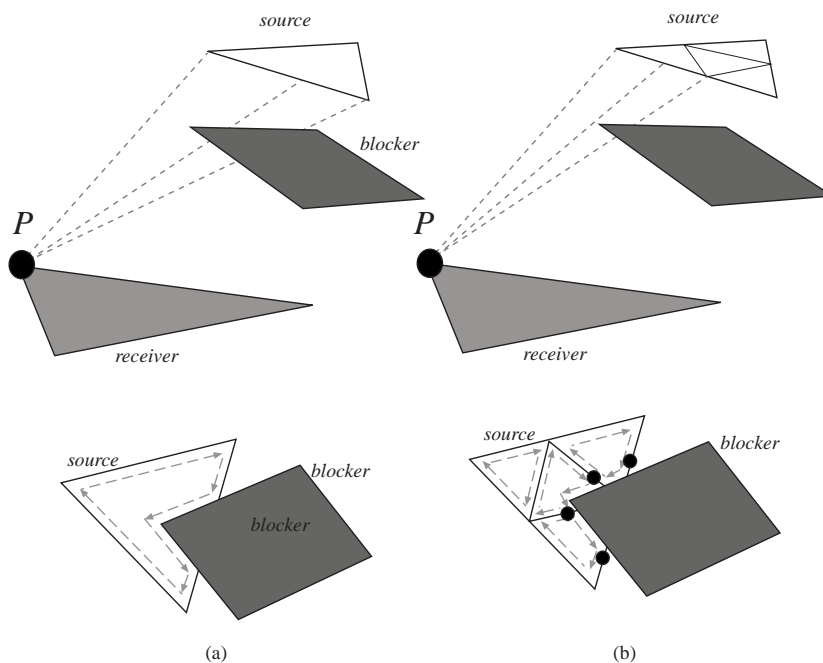 source
source
blocker
P
P
receiver
receiver
source
blocker
blocker
source
blocker
(a)
(b)